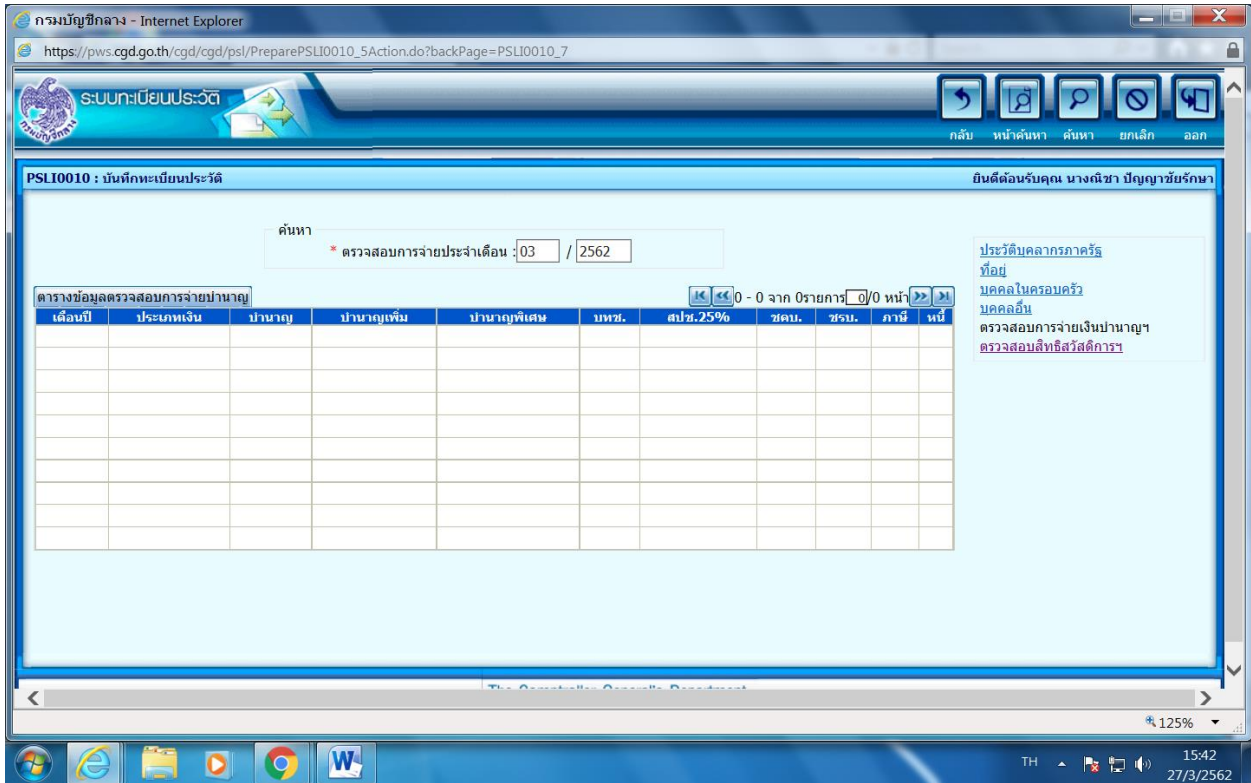 กรมบัญชีกลาง - Internet Explorer
https://pws.cgd.go.th/cgd/cgd/psl/PreparePSLI0010_5Action.do?backPage=PSLI0010_7
ระบบทะเบียนประวัติ
กรมบัญชีกลาง
กลับ หน้าค้นหา ค้นหา ยกเลิก ออก
PSLI0010 : บันทึกทะเบียนประวัติ
ยินดีต้อนรับคุณ นางณิชา ปัญญาชัยรักษา
ค้นหา
* ตรวจสอบการจ่ายประจำเดือน : 03 / 2562
ประวัติบุคลากรภาครัฐ
ที่อยู่
บุคคลในครอบครัว
บุคคลอื่น
ตรวจสอบการจ่ายเงินบำนาญฯ
ตรวจสอบสิทธิสวัสดิการฯ
ตารางข้อมูลตรวจสอบการจ่ายบำนาญ
0 - 0 จาก 0รายการ 0/0 หน้า
เดือนปี ประเภทเงิน บำนาญ บำนาญเพิ่ม บำนาญพิเศษ บทช. สปช.25% ชคบ. ชรบ. ภาษี หนี้
The Comptroller General's Department
125%
TH
15:42
27/3/2562